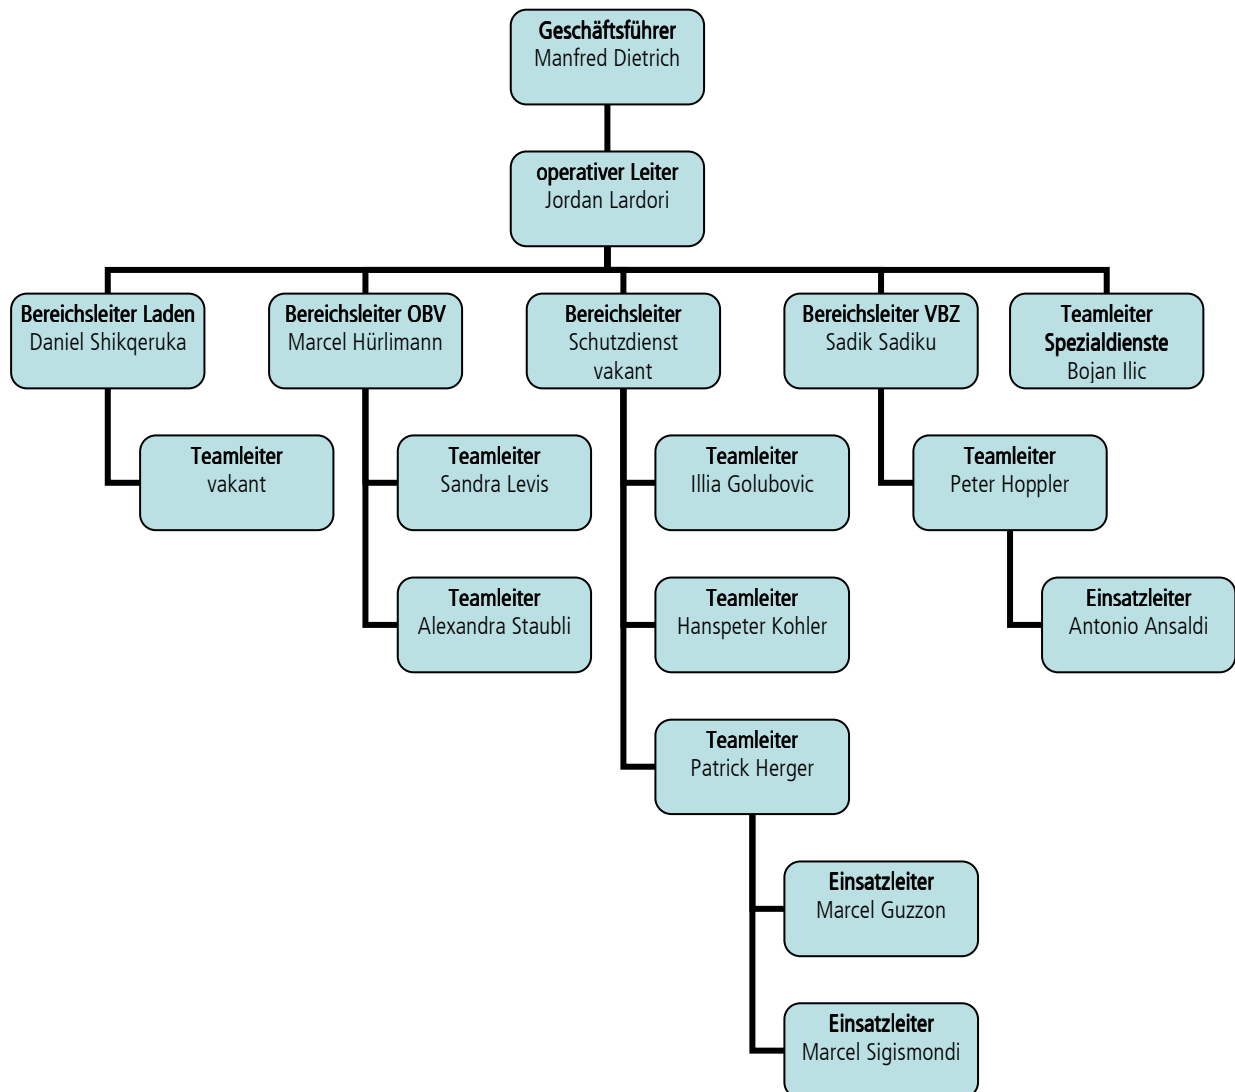 Geschäftsführer
Manfred Dietrich
operativer Leiter
Jordan Lardori
Bereichsleiter Laden
Daniel Shikqeruka
Bereichsleiter OBV
Marcel Hürlimann
Bereichsleiter
Schutzdienst
vakant
Bereichsleiter VBZ
Sadik Sadiku
Teamleiter
Spezialdienste
Bojan Ilic
Teamleiter
vakant
Teamleiter
Sandra Levis
Teamleiter
Illia Golubovic
Teamleiter
Peter Hoppler
Teamleiter
Alexandra Staubli
Teamleiter
Hanspeter Kohler
Einsatzleiter
Antonio Ansaldi
Teamleiter
Patrick Herger
Einsatzleiter
Marcel Guzzon
Einsatzleiter
Marcel Sigismondi